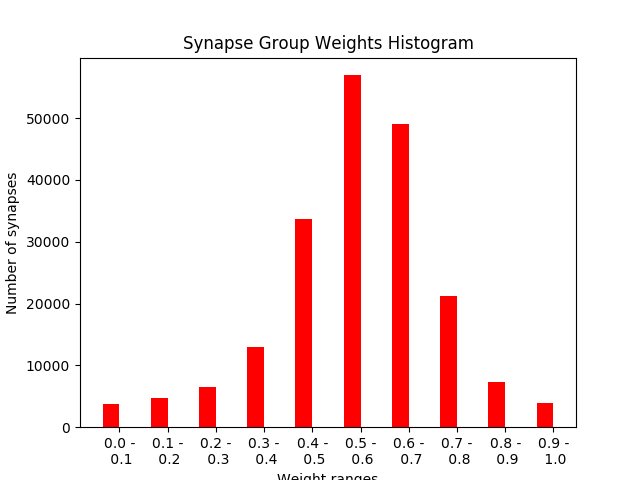 Synapse Group Weights Histogram
Number of synapses
50000
40000
30000
20000
10000
0
0.0 - 0.1 - 0.2 - 0.3 - 0.4 - 0.5 - 0.6 - 0.7 - 0.8 - 0.9 -
0.1 0.2 0.3 0.4 0.5 0.6 0.7 0.8 0.9 1.0
Weight ranges